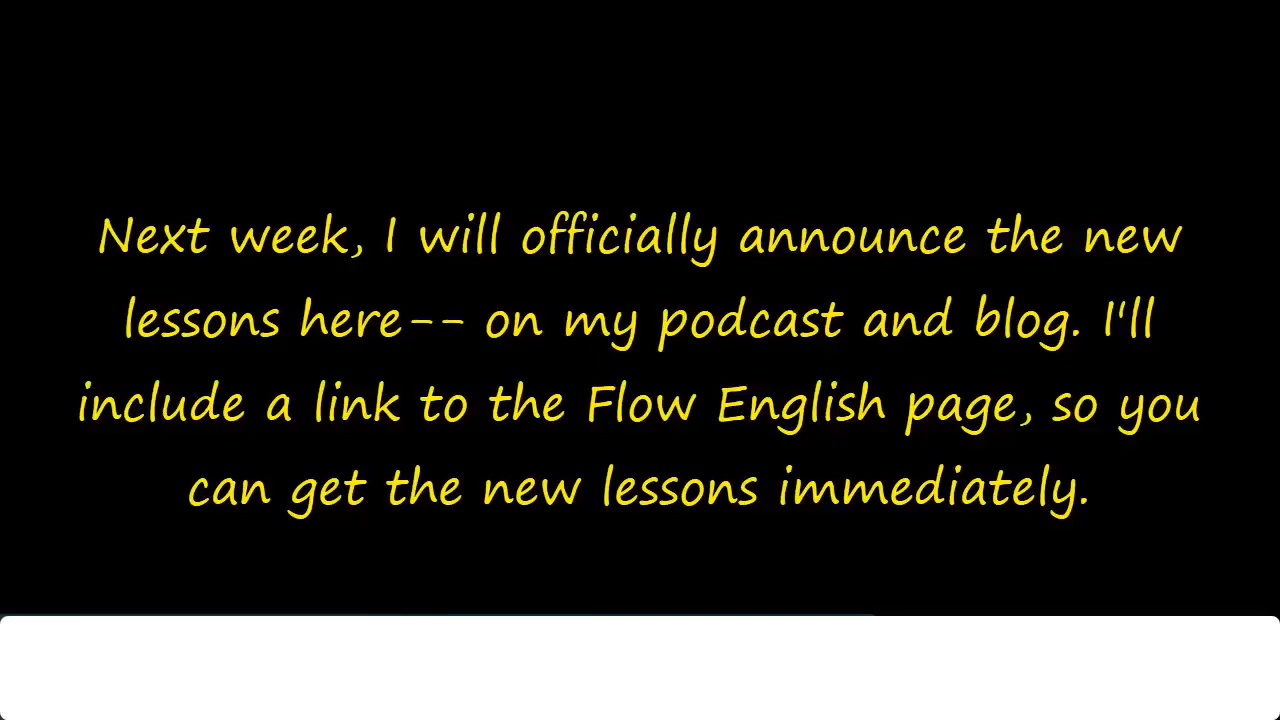 Next week, I will officially announce the new
lessons here-- on my podcast and blog. I'll
include a link to the Flow English page, so you
can get the new lessons immediately.